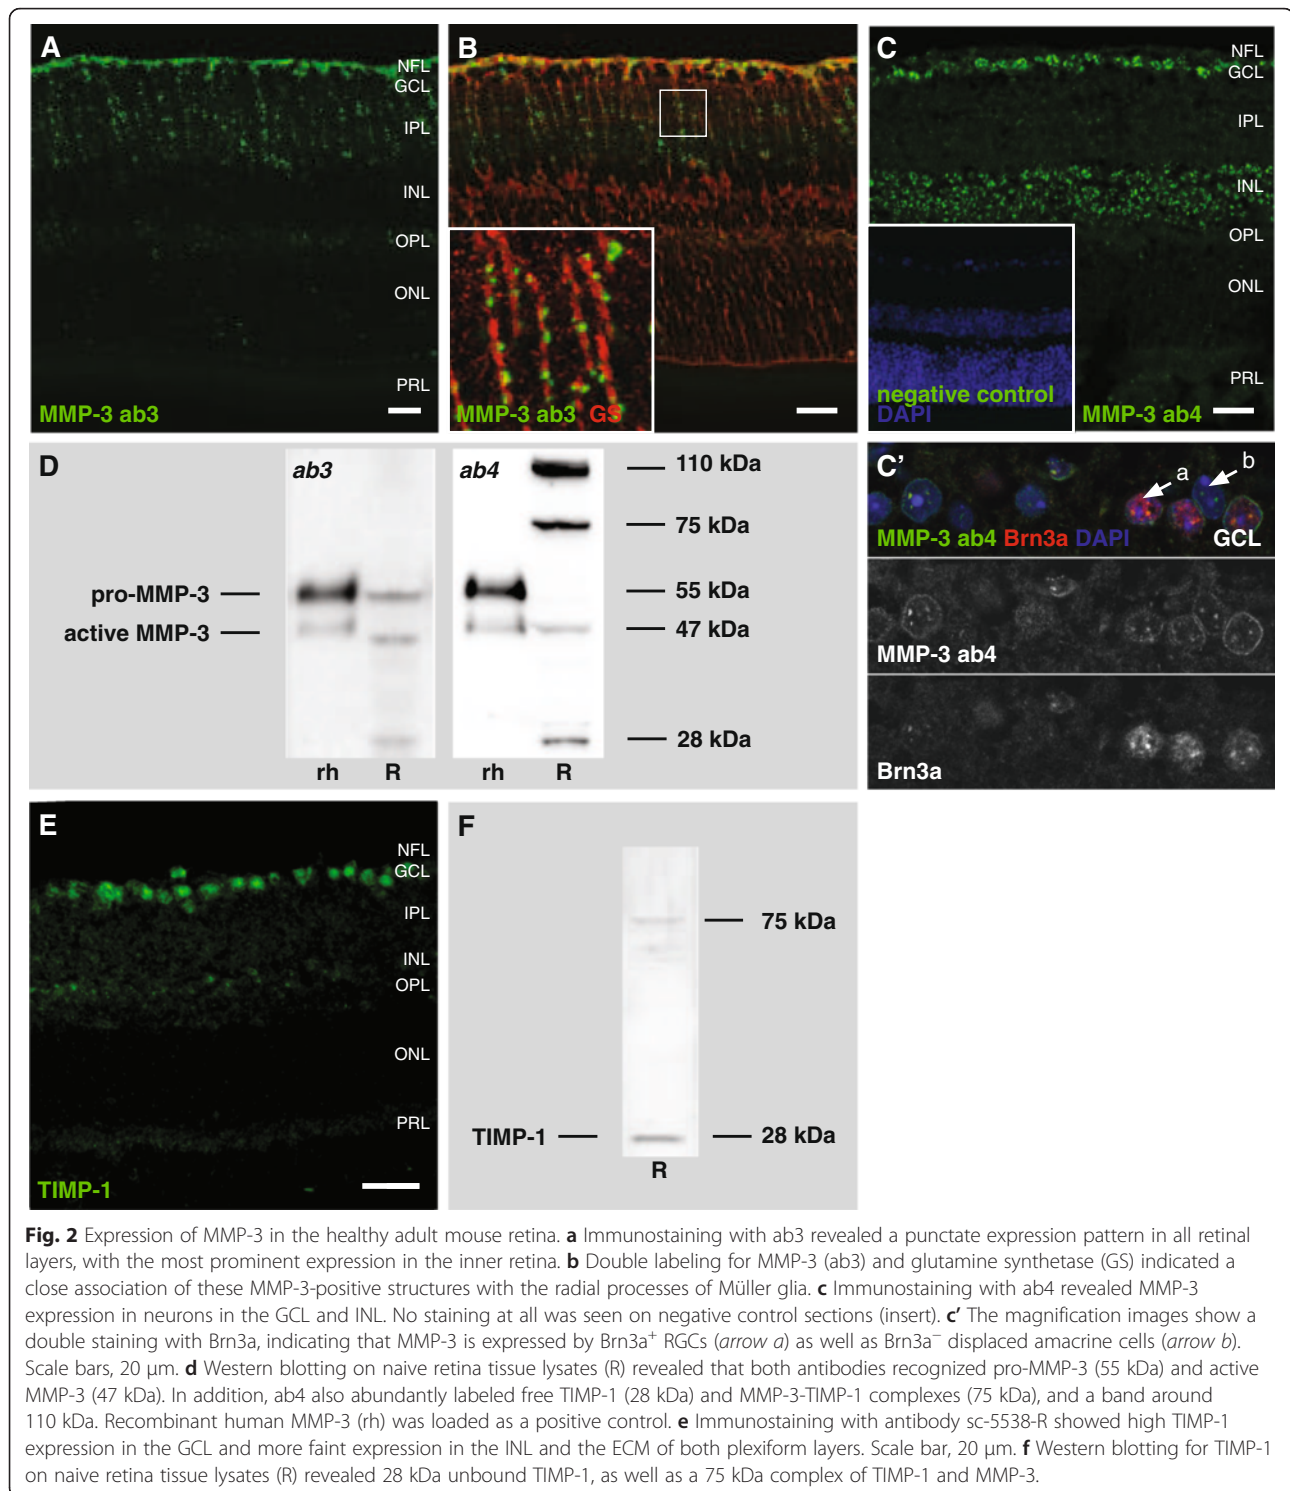 A
NFL
GCL
IPL
INL
OPL
ONL
PRL
MMP-3 ab3
B
MMP-3 ab3 GS
C
NFL
GCL
IPL
INL
OPL
ONL
PRL
negative control
DAPI
MMP-3 ab4
D
ab3
ab4
110 kDa
75 kDa
pro-MMP-3
55 kDa
active MMP-3
47 kDa
28 kDa
rh R rh R
C'
a
b
MMP-3 ab4 Brn3a DAPI
GCL
MMP-3 ab4
Brn3a
E
NFL
GCL
IPL
INL
OPL
ONL
PRL
TIMP-1
F
75 kDa
TIMP-1
28 kDa
R
Fig. 2 Expression of MMP-3 in the healthy adult mouse retina. a Immunostaining with ab3 revealed a punctate expression pattern in all retinal
layers, with the most prominent expression in the inner retina. b Double labeling for MMP-3 (ab3) and glutamine synthetase (GS) indicated a
close association of these MMP-3-positive structures with the radial processes of Müller glia. c Immunostaining with ab4 revealed MMP-3
expression in neurons in the GCL and INL. No staining at all was seen on negative control sections (insert). c' The magnification images show a
double staining with Brn3a, indicating that MMP-3 is expressed by Brn3a⁺ RGCs (arrow a) as well as Brn3a⁻ displaced amacrine cells (arrow b).
Scale bars, 20 μm. d Western blotting on naive retina tissue lysates (R) revealed that both antibodies recognized pro-MMP-3 (55 kDa) and active
MMP-3 (47 kDa). In addition, ab4 also abundantly labeled free TIMP-1 (28 kDa) and MMP-3-TIMP-1 complexes (75 kDa), and a band around
110 kDa. Recombinant human MMP-3 (rh) was loaded as a positive control. e Immunostaining with antibody sc-5538-R showed high TIMP-1
expression in the GCL and more faint expression in the INL and the ECM of both plexiform layers. Scale bar, 20 μm. f Western blotting for TIMP-1
on naive retina tissue lysates (R) revealed 28 kDa unbound TIMP-1, as well as a 75 kDa complex of TIMP-1 and MMP-3.